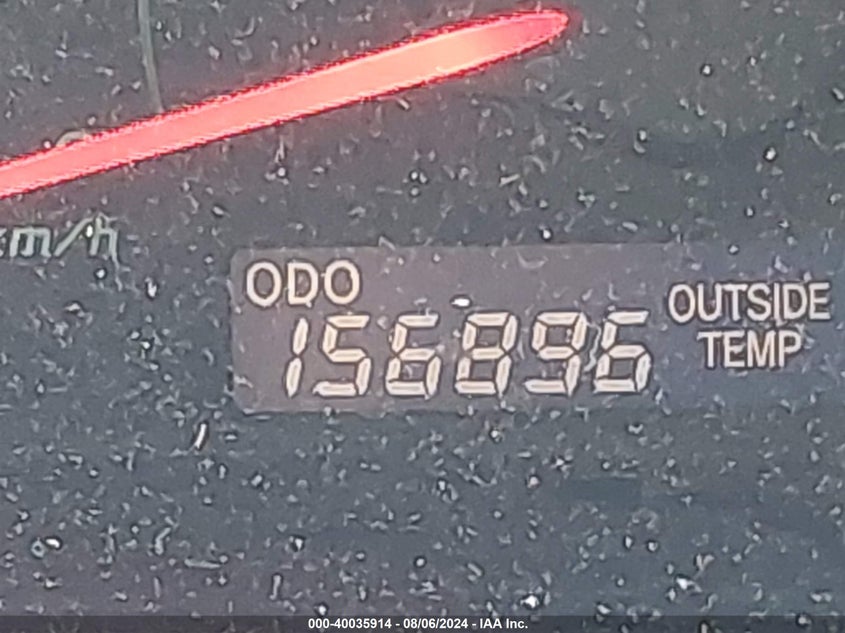 km/h
ODO
156896
OUTSIDE
TEMP
000-40035914 - 08/06/2024 - IAA Inc.